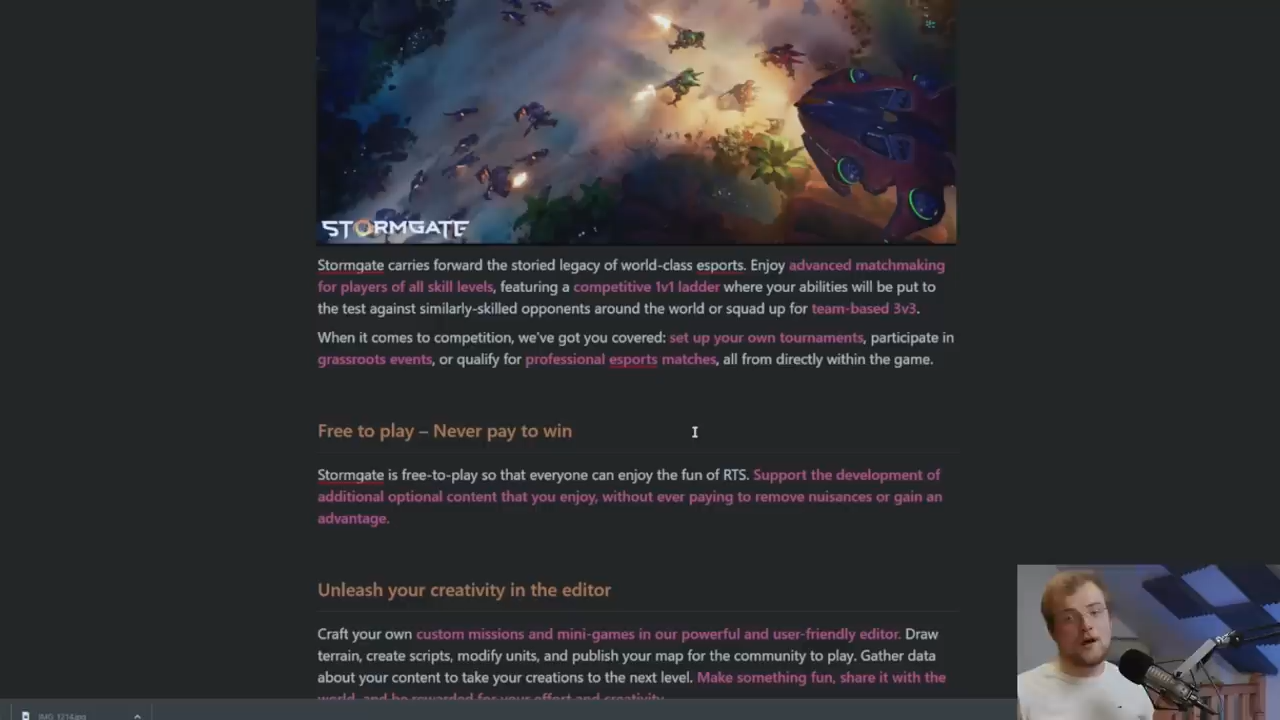 STORMGATE
Stormgate carries forward the storied legacy of world-class esports. Enjoy advanced matchmaking
for players of all skill levels, featuring a competitive 1v1 ladder where your abilities will be put to
the test against similarly-skilled opponents around the world or squad up for team-based 3v3.
When it comes to competition, we've got you covered: set up your own tournaments, participate in
grassroots events, or qualify for professional esports matches, all from directly within the game.
Free to play – Never pay to win
Stormgate is free-to-play so that everyone can enjoy the fun of RTS. Support the development of
additional optional content that you enjoy, without ever paying to remove nuisances or gain an
advantage.
Unleash your creativity in the editor
Craft your own custom missions and mini-games in our powerful and user-friendly editor. Draw
terrain, create scripts, modify units, and publish your map for the community to play. Gather data
about your content to take your creations to the next level. Make something fun, share it with the
world, and be rewarded for your effort and creativity.